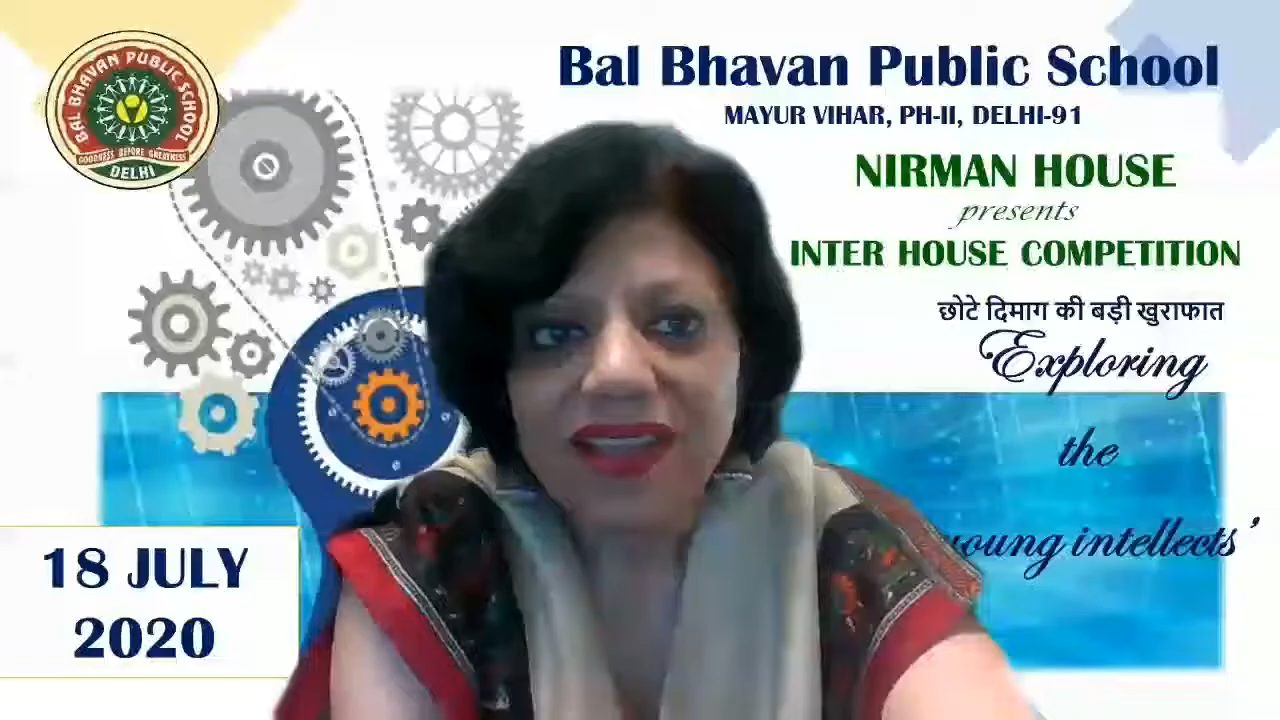 BAL BHAVAN PUBLIC SCHOOL
GOODNESS BEFORE GREATNESS
DELHI
Bal Bhavan Public School
MAYUR VIHAR, PH-II, DELHI-91
NIRMAN HOUSE
presents
INTER HOUSE COMPETITION
छोटे दिमाग की बड़ी खुराफात
Exploring
the
young intellects'
18 JULY
2020